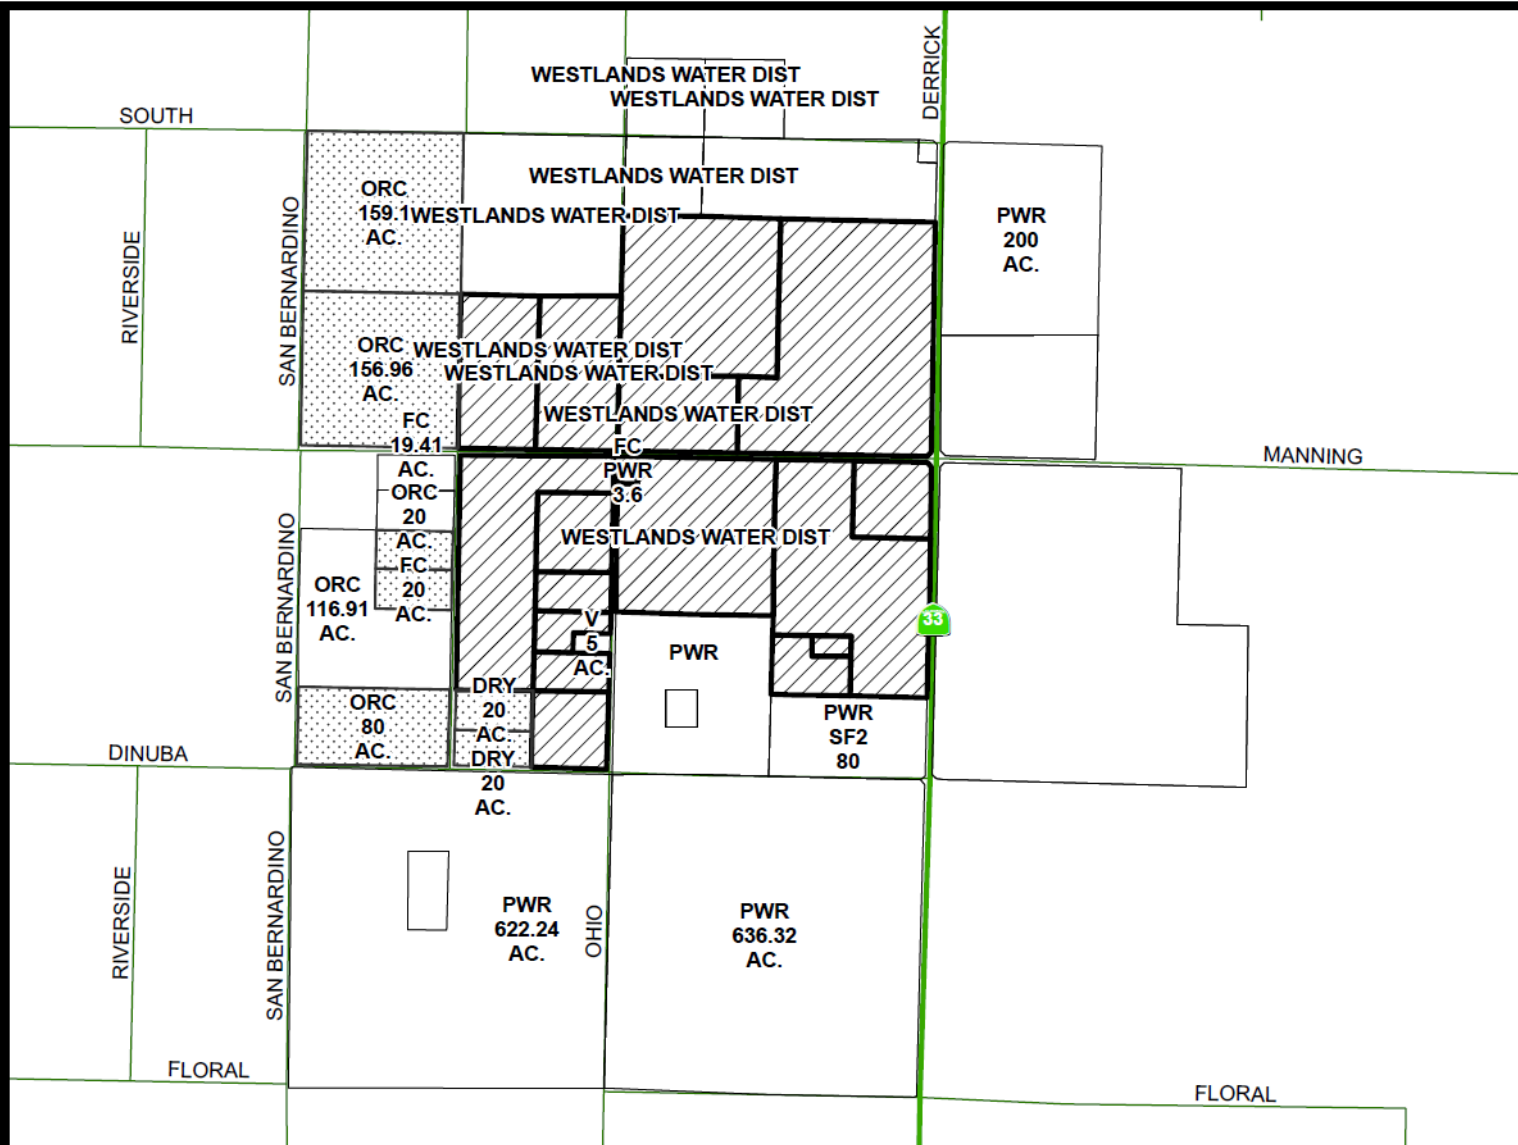 DERRICK
WESTLANDS WATER DIST
WESTLANDS WATER DIST
SOUTH
WESTLANDS WATER DIST
ORC
159.1
AC.
WESTLANDS WATER DIST
PWR
200
AC.
RIVERSIDE
SAN BERNARDINO
ORC
156.96
AC.
WESTLANDS WATER DIST
WESTLANDS WATER DIST
WESTLANDS WATER DIST
FC
19.41
AC.
FC
MANNING
PWR
3.6
ORC
20
AC.
WESTLANDS WATER DIST
FC
20
AC.
SAN BERNARDINO
ORC
116.91
AC.
V
5
AC.
33
PWR
DRY
20
AC.
ORC
80
AC.
PWR
SF2
80
DINUBA
DRY
20
AC.
RIVERSIDE
SAN BERNARDINO
PWR
622.24
AC.
OHIO
PWR
636.32
AC.
FLORAL
FLORAL